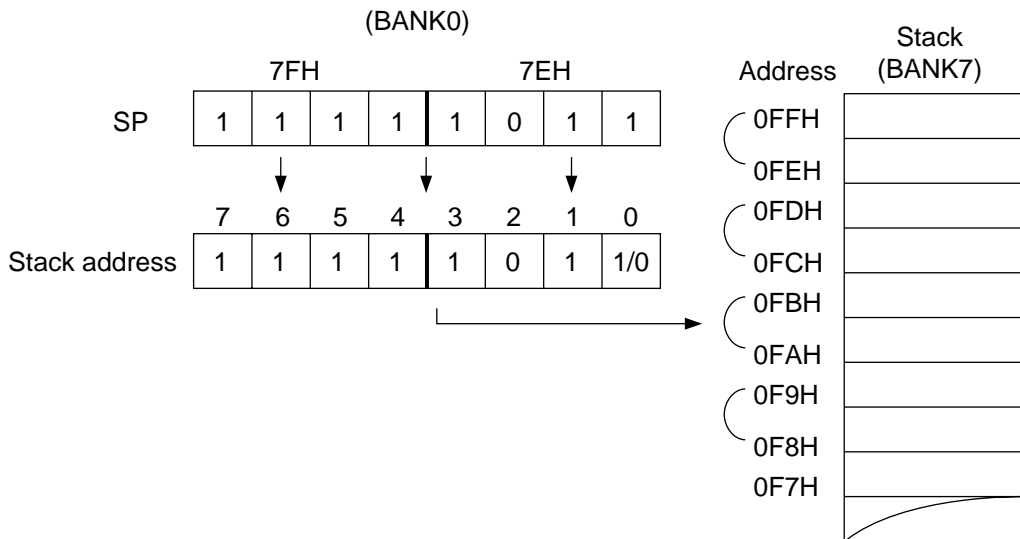 (BANK0)
7FH 7EH
SP 1 1 1 1 1 0 1 1
7 6 5 4 3 2 1 0
Stack address 1 1 1 1 1 0 1 1/0
Stack
Address (BANK7)
0FFH
0FEH
0FDH
0FCH
0FBH
0FAH
0F9H
0F8H
0F7H